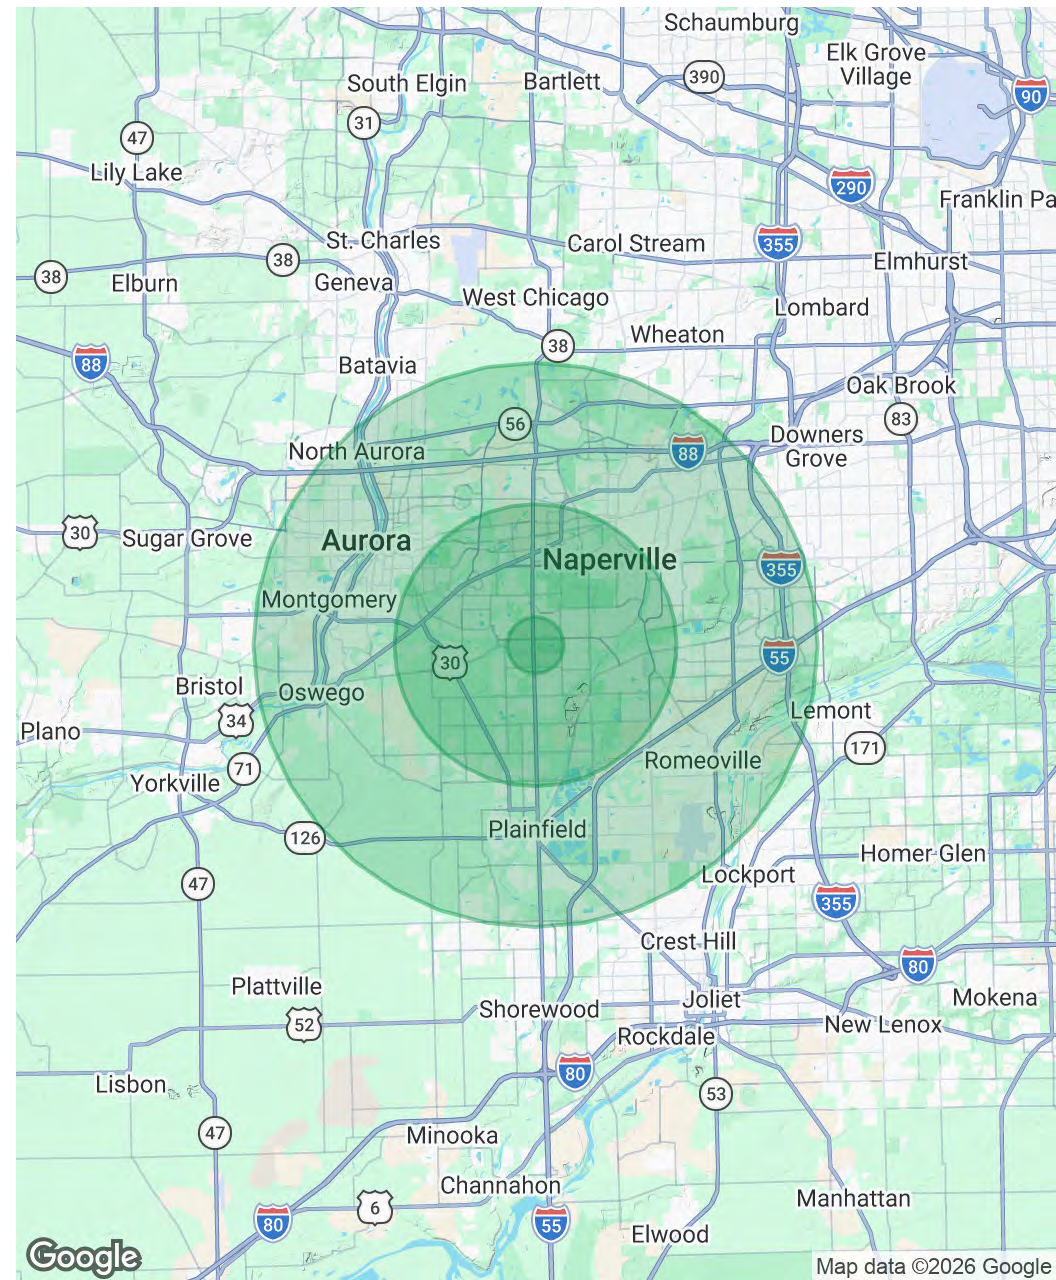 Schaumburg
Elk Grove
Village
South Elgin
Bartlett
390
90
31
47
Lily Lake
290
Franklin Pa
St. Charles
Carol Stream
355
38
38
Elburn
Geneva
Elmhurst
West Chicago
Lombard
Wheaton
38
88
Batavia
Oak Brook
56
83
North Aurora
88
Downers
Grove
30
Sugar Grove
Aurora
Naperville
355
Montgomery
30
55
Bristol
Oswego
34
Plano
Lemont
171
71
Romeoville
Yorkville
126
Plainfield
Homer Glen
47
Lockport
355
Crest Hill
80
Plattville
Joliet
Mokena
52
Shorewood
New Lenox
Rockdale
80
Lisbon
53
47
Minooka
Channahon
Manhattan
6
80
55
Elwood
Google
Map data ©2026 Google